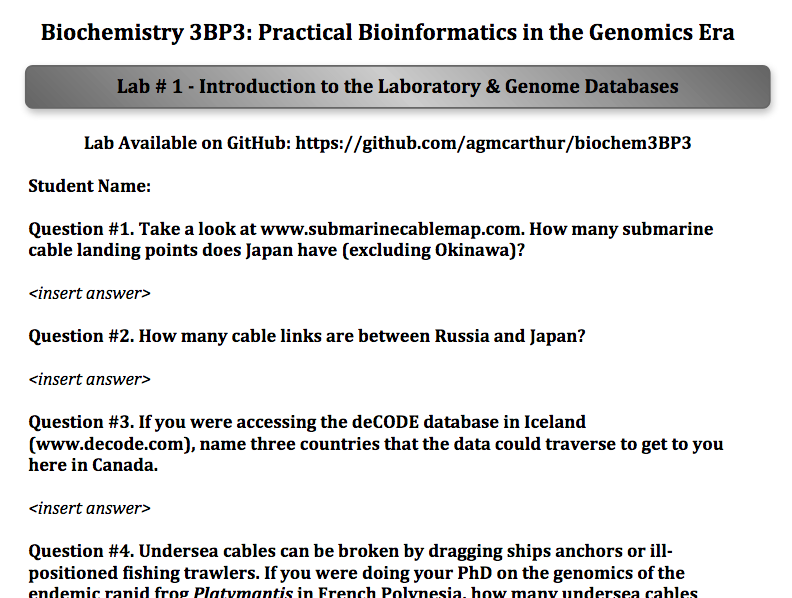 Biochemistry 3BP3: Practical Bioinformatics in the Genomics Era
Lab # 1 - Introduction to the Laboratory & Genome Databases
Lab Available on GitHub: https://github.com/agmcarthur/biochem3BP3
Student Name:
Question #1. Take a look at www.submarinecablemap.com. How many submarine
cable landing points does Japan have (excluding Okinawa)?
<insert answer>
Question #2. How many cable links are between Russia and Japan?
<insert answer>
Question #3. If you were accessing the deCODE database in Iceland
(www.decode.com), name three countries that the data could traverse to get to you
here in Canada.
<insert answer>
Question #4. Undersea cables can be broken by dragging ships anchors or ill-
positioned fishing trawlers. If you were doing your PhD on the genomics of the
endemic ranid frog Platymantis in French Polynesia, how many undersea cables